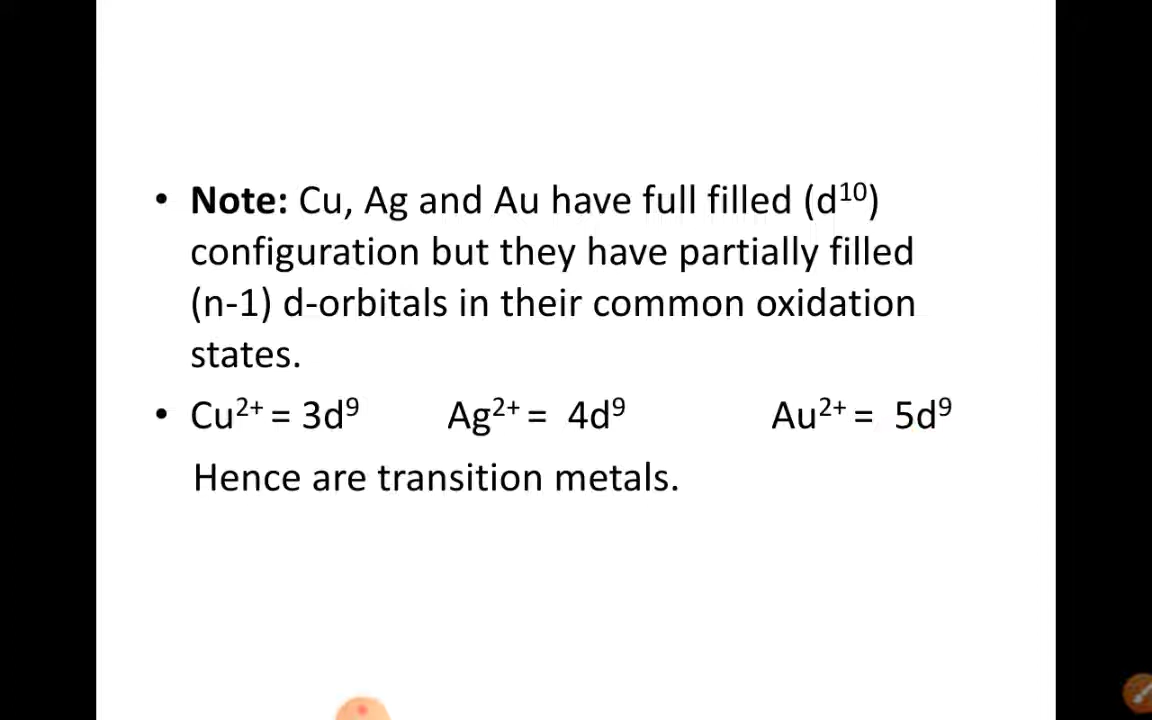 • Note: Cu, Ag and Au have full filled (d¹⁰)
configuration but they have partially filled
(n-1) d-orbitals in their common oxidation
states.
• Cu²⁺ = 3d⁹ Ag²⁺ = 4d⁹ Au²⁺ = 5d⁹
Hence are transition metals.